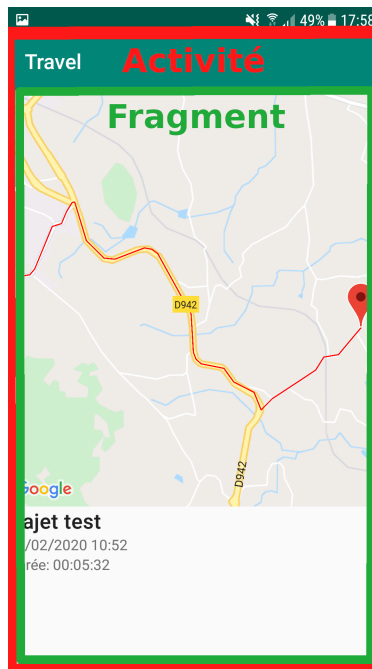 49% 17:58
Travel Activité
Fragment
D942
D942
Google
ajet test
/02/2020 10:52
rée: 00:05:32